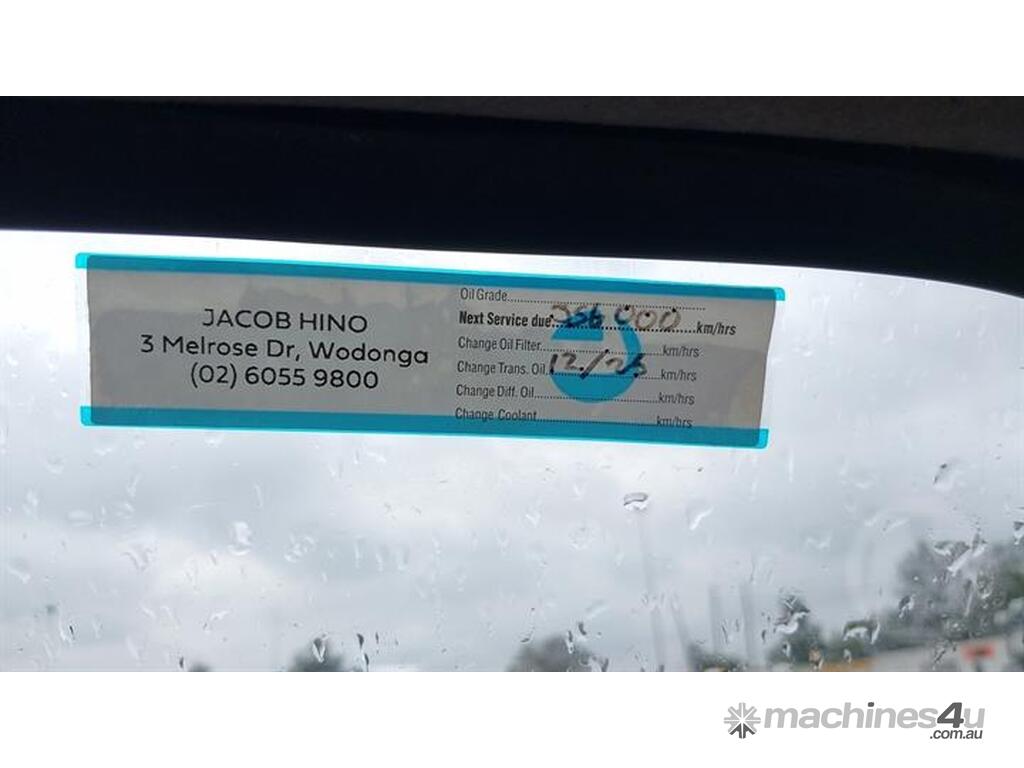 JACOB HINO
3 Melrose Dr, Wodonga
(02) 6055 9800
Oil Grade
Next Service due 000 km/hrs
Change Oil Filter km/hrs
Change Trans. Oil 12/25 km/hrs
Change Diff. Oil km/hrs
Change Coolant km/hrs
machines4u
.com.au